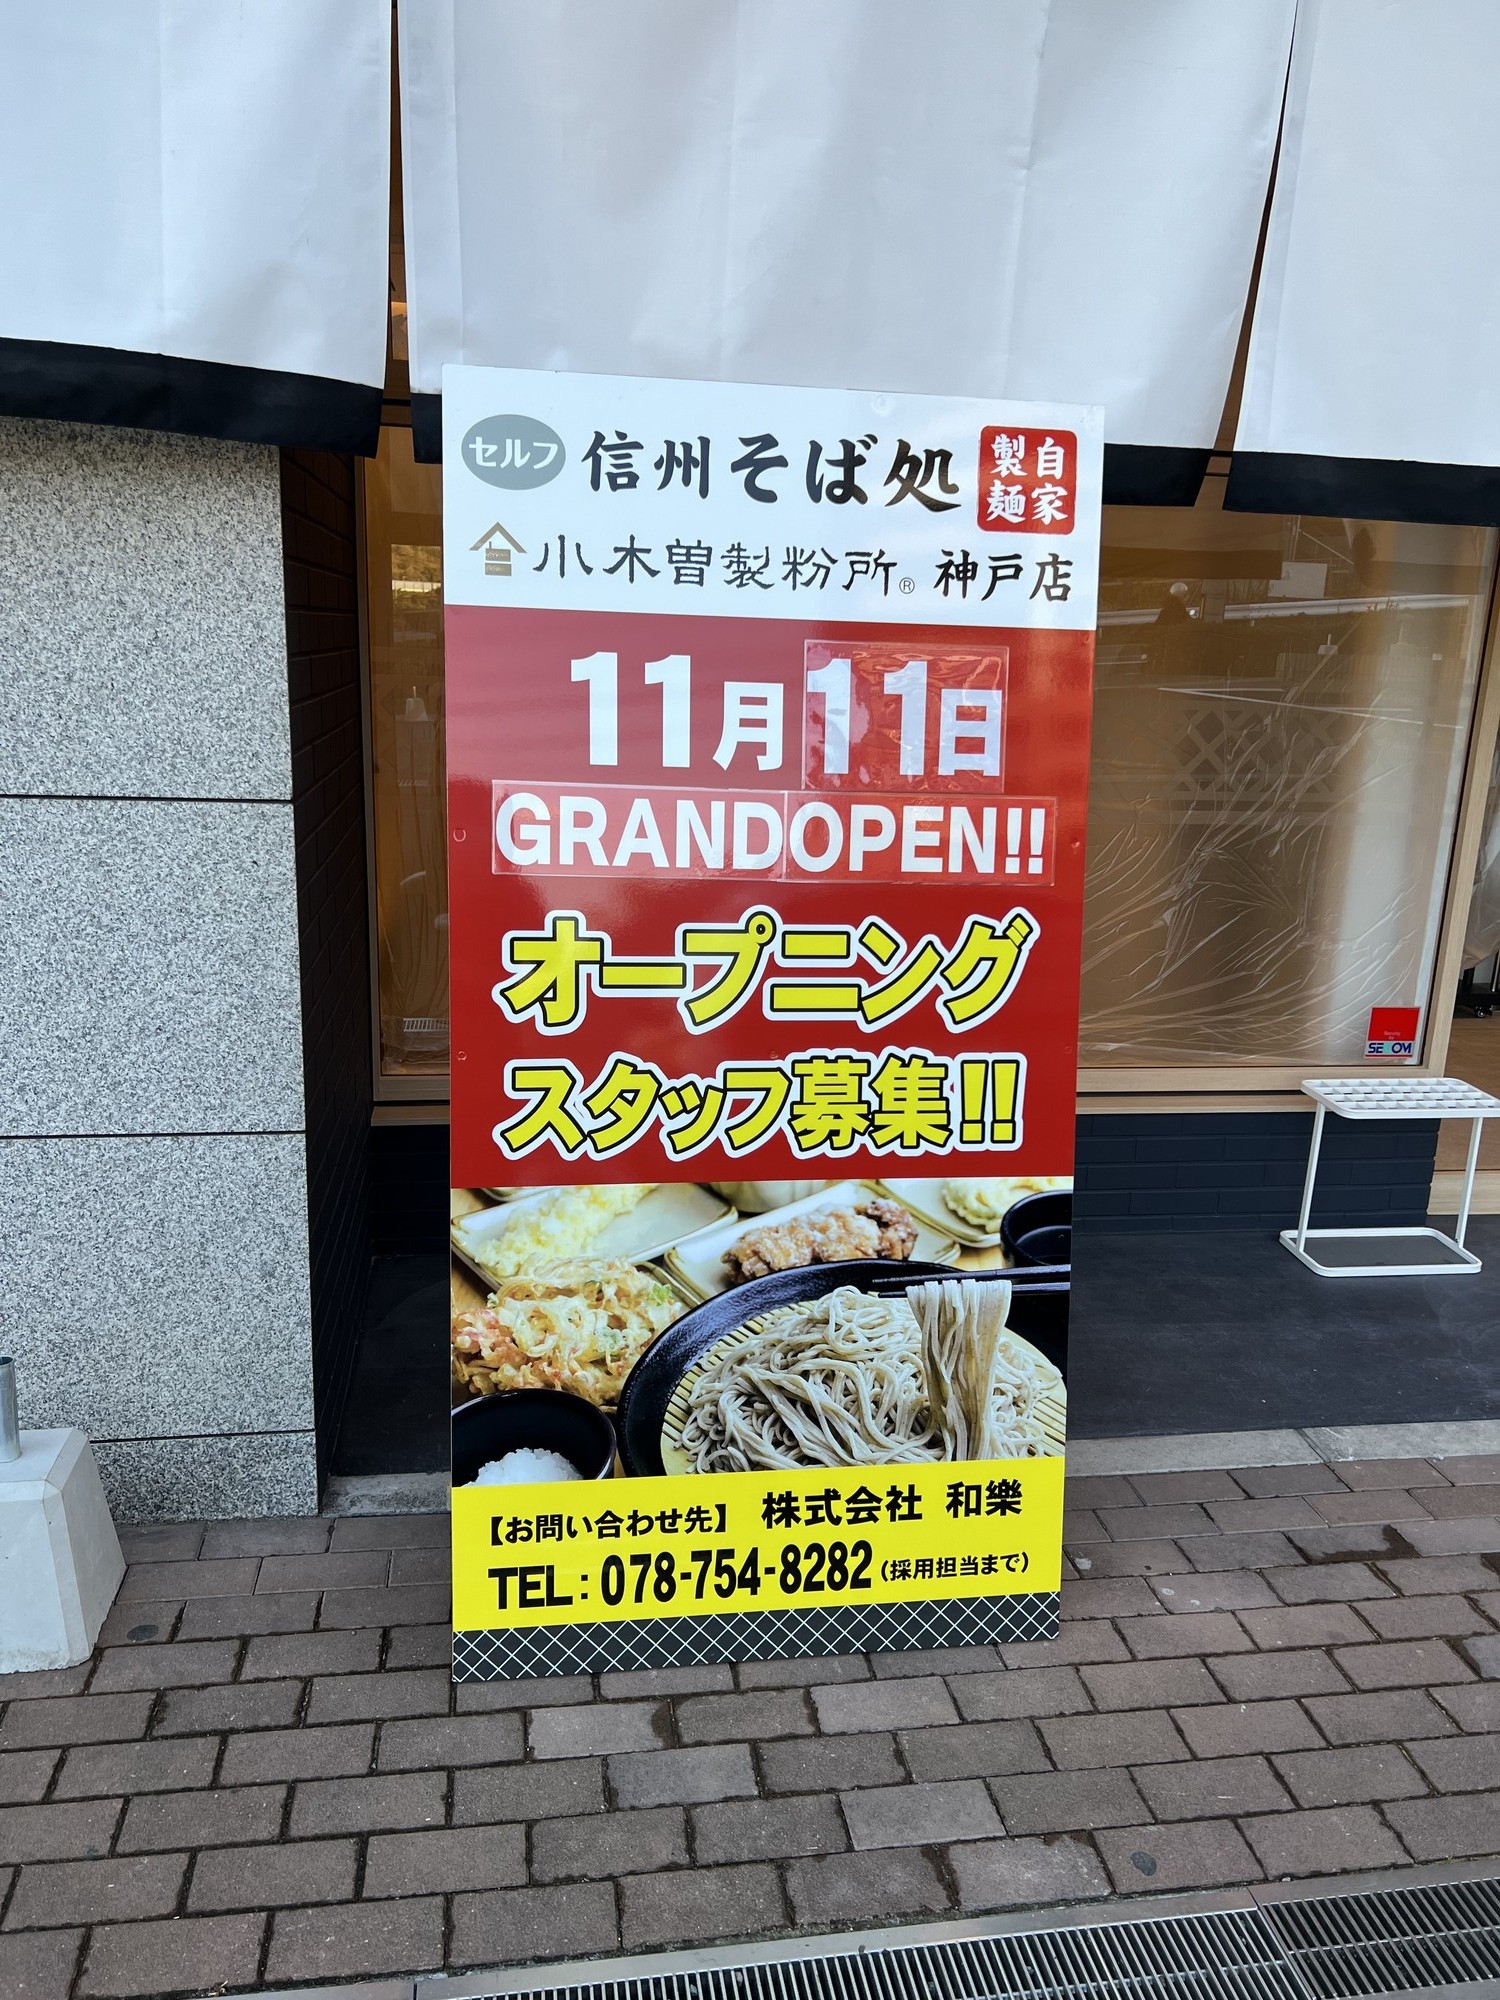 セルフ 信州そば処 自家製麺
小木曽製粉所® 神戸店
11月11日
GRANDOPEN!!
オープニング
スタッフ募集!!
【お問い合わせ先】 株式会社 和樂
TEL:078-754-8282(採用担当まで)
SECOM